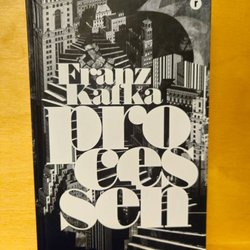 r
Franz
Kafka
pro
ces
sen